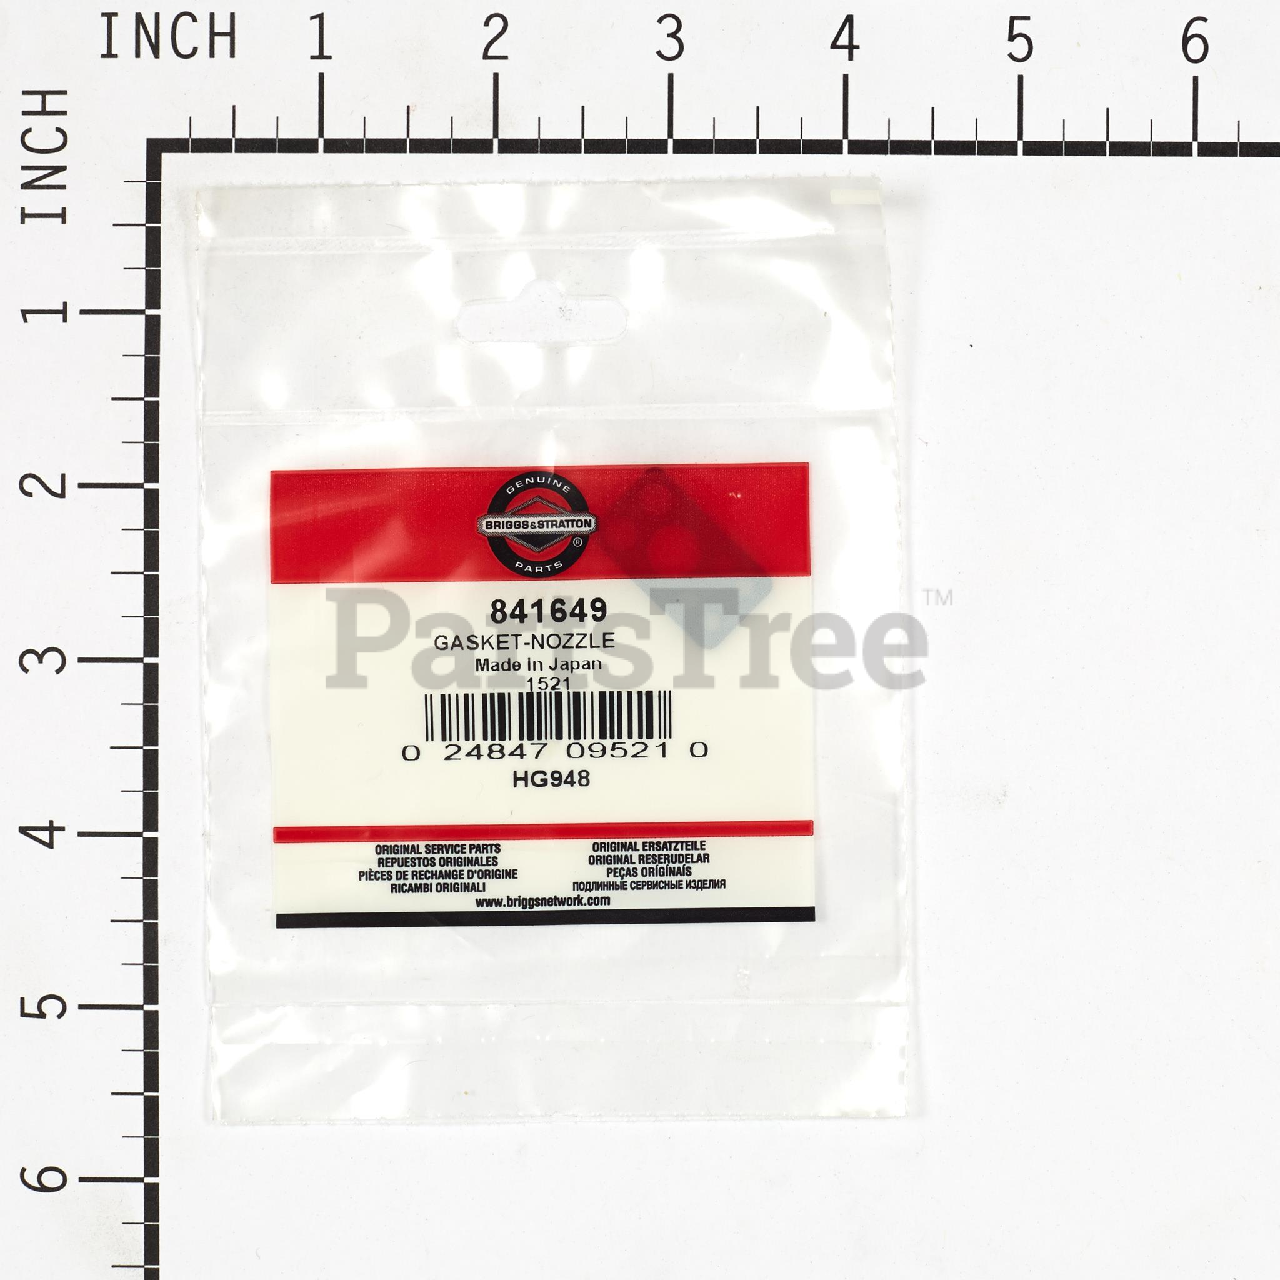 INCH 1 2 3 4 5 6
INCH
1
2
3
4
5
6
GENUINE
BRIGGS&STRATTON
®
PARTS
841649
PartsTree™
GASKET-NOZZLE
Made in Japan
1521
0 24847 09521 0
HG948
ORIGINAL SERVICE PARTS
REPUESTOS ORIGINALES
PIÈCES DE RECHANGE D'ORIGINE
RICAMBI ORIGINALI
ORIGINAL ERSATZTEILE
ORIGINAL RESERUDELAR
PEÇAS ORIGINAIS
ПОДЛИННЫЕ СЕРВИСНЫЕ ИЗДЕЛИЯ
www.briggsnetwork.com